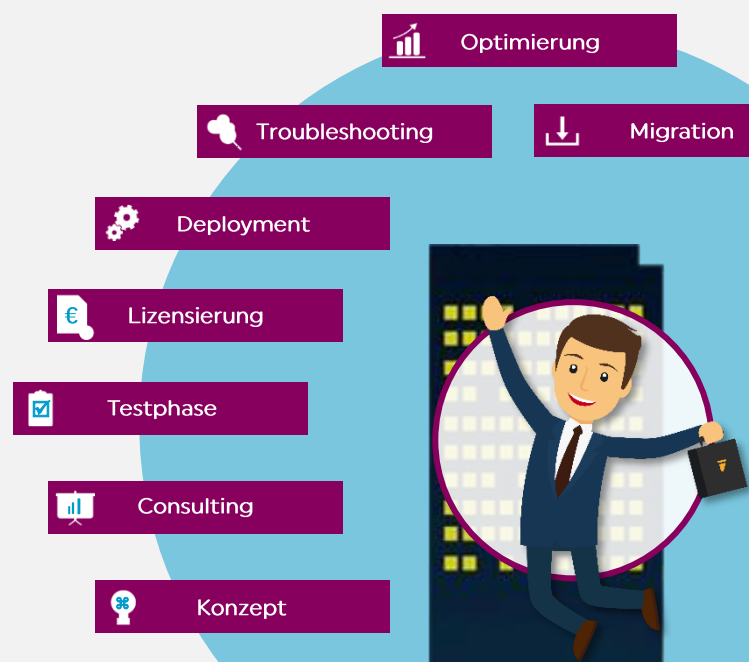 Optimierung
Troubleshooting
Migration
Deployment
€
Lizensierung
Testphase
Consulting
⌘
Konzept